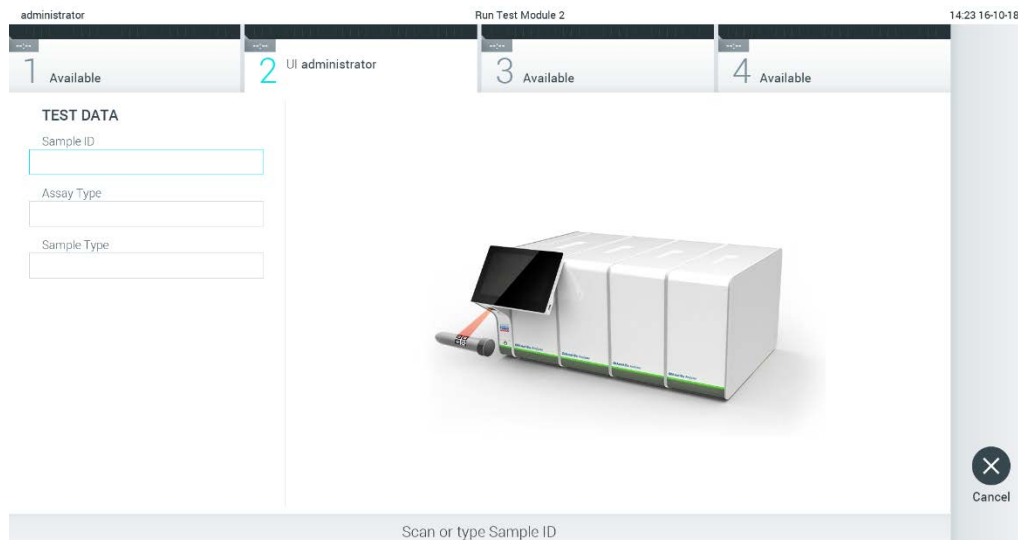 administrator
Run Test Module 2
14:23 16-10-18
--:--
--:--
--:--
--:--
1 Available
2 UI administrator
3 Available
4 Available
TEST DATA
Sample ID
Assay Type
Sample Type
Cancel
Scan or type Sample ID